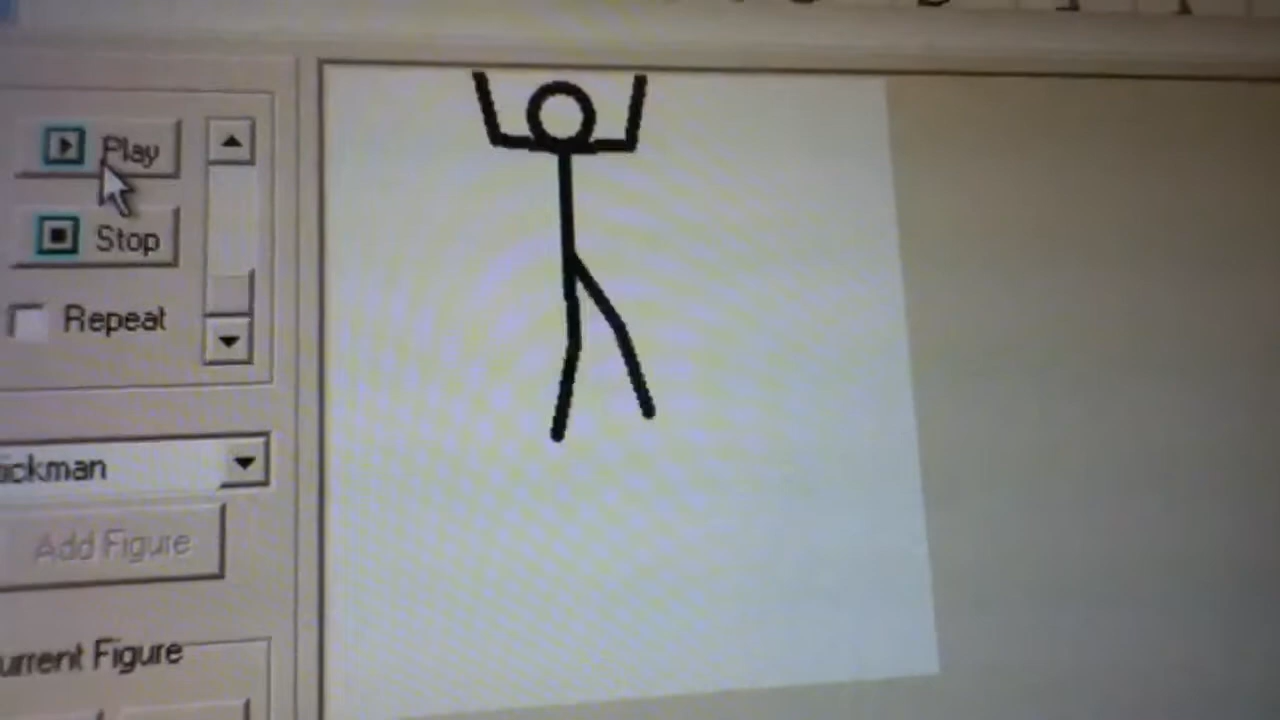 Play
Stop
Repeat
ickman
Add Figure
urrent Figure